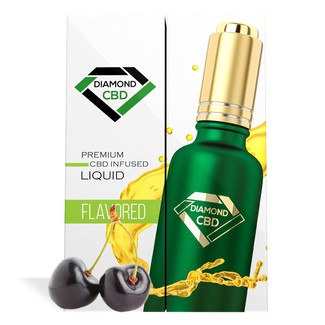 DIAMOND
CBD
PREMIUM
CBD INFUSED
LIQUID
FLAVORED
DIAMOND
CBD